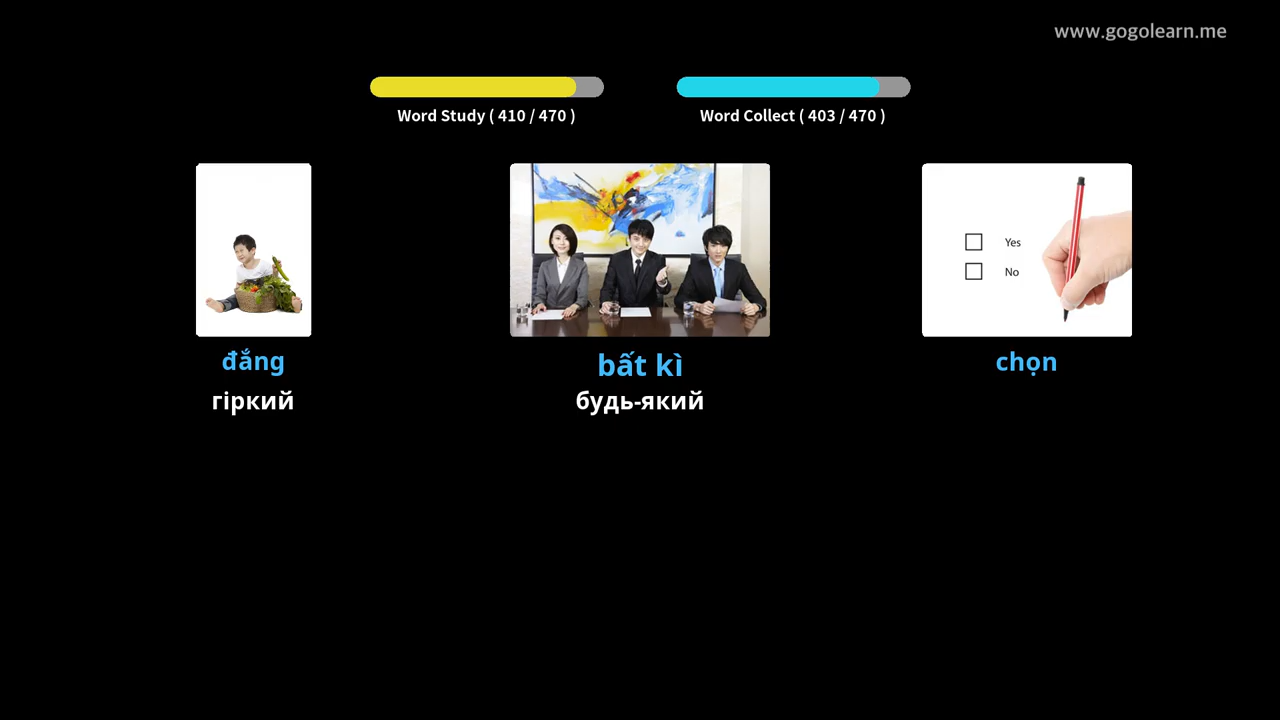 www.gogolearn.me
Word Study ( 410 / 470 )
Word Collect ( 403 / 470 )
Yes
No
đắng
bất kì
chọn
гіркий
будь-який